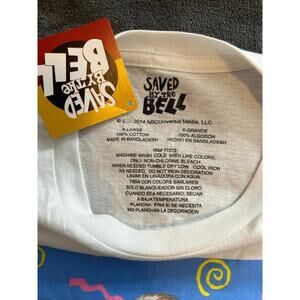 SAVED
BY THE
BELL
SAVED
BY THE
BELL
© 2014 NBCUniversal Media, LLC
X-LARGE X-GRANDE
100% COTTON 100% ALGODON
MADE IN BANGLADESH HECHO EN BANGLADESH
RN# 77272
MACHINE WASH COLD WITH LIKE COLORS,
ONLY NON-CHLORINE BLEACH
WHEN NEEDED TUMBLE DRY LOW COOL IRON
AS NEEDED, DO NOT IRON DECORATION
LAVAR EN LAVADORA CON AGUA
TIBIA CON COLORES SIMILARES
SOLO BLANQUEADOR SIN CLORO
CUANDO SEA NECESARIO; SECAR
A BAJA TEMPERATURA
PLANCHA FRIA SI SE NECESITA
NO PLANCHAR LA DECORACION